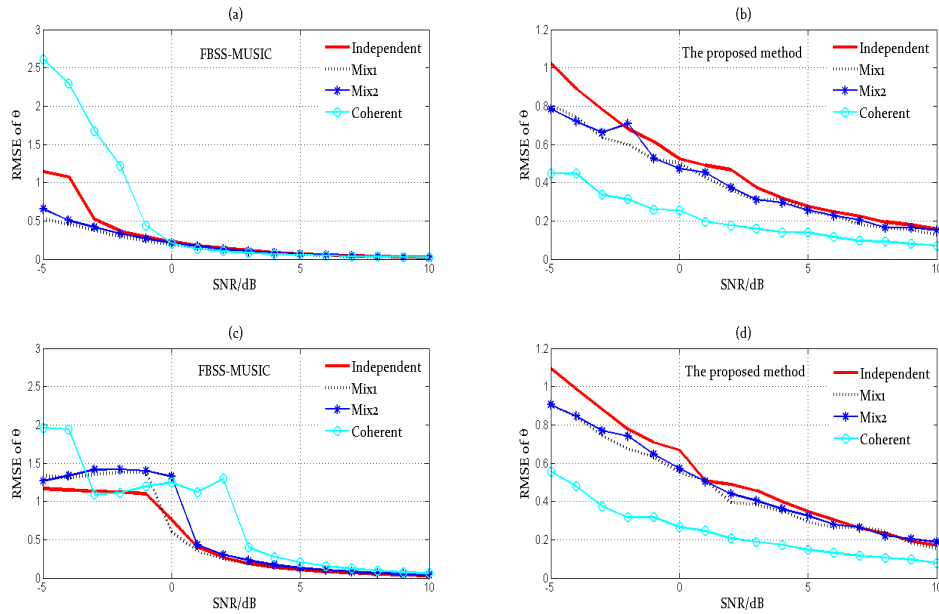 (a)
3
2.5
2
1.5
1
0.5
0
-5
0
5
10
RMSE of θ
SNR/dB
FBSS-MUSIC
Independent
Mix1
Mix2
Coherent
(b)
1.2
1
0.8
0.6
0.4
0.2
0
-5
0
5
10
RMSE of θ
SNR/dB
The proposed method
Independent
Mix1
Mix2
Coherent
(c)
3
2.5
2
1.5
1
0.5
0
-5
0
5
10
RMSE of θ
SNR/dB
FBSS-MUSIC
Independent
Mix1
Mix2
Coherent
(d)
1.2
1
0.8
0.6
0.4
0.2
0
-5
0
5
10
RMSE of θ
SNR/dB
The proposed method
Independent
Mix1
Mix2
Coherent